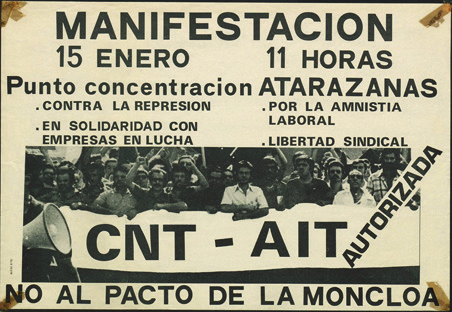 MANIFESTACION
15 ENERO 11 HORAS
Punto concentracion ATARAZANAS
. CONTRA LA REPRESION
. EN SOLIDARIDAD CON
EMPRESAS EN LUCHA
. POR LA AMNISTIA
LABORAL
. LIBERTAD SINDICAL
CNT - AIT
AUTORIZADA
NO AL PACTO DE LA MONCLOA